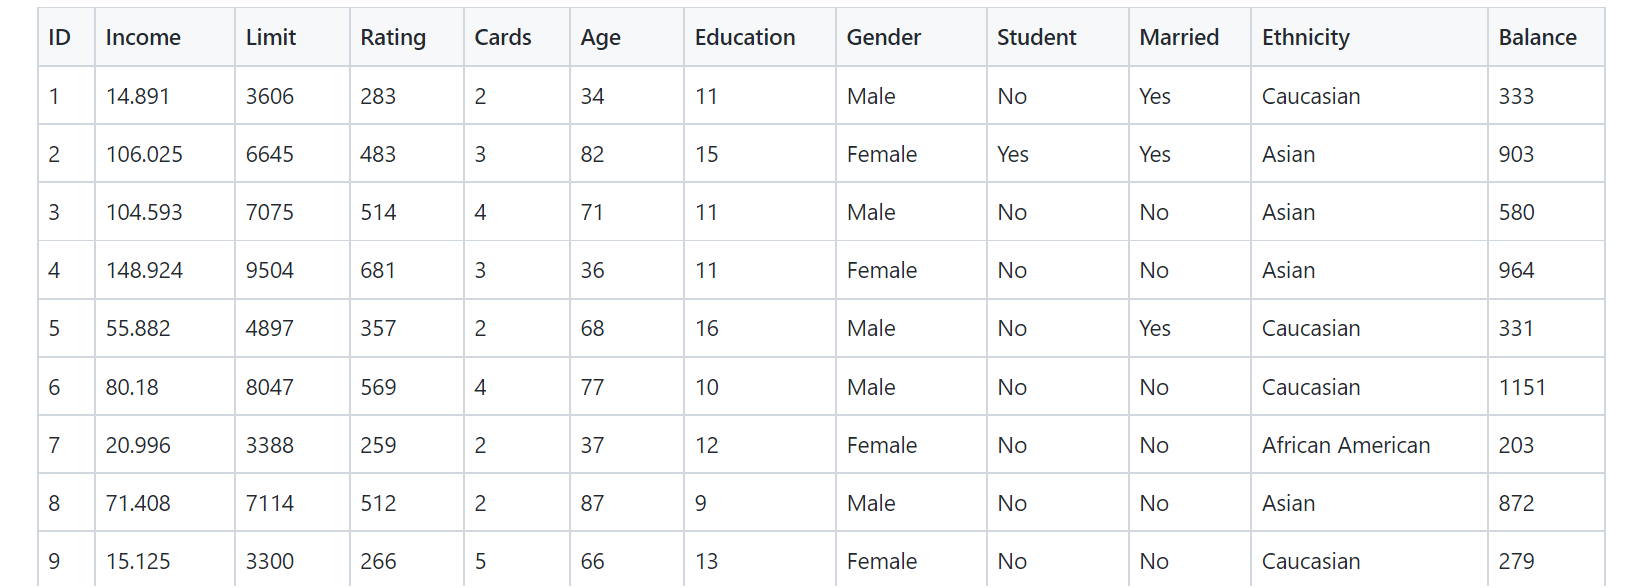 ID Income Limit Rating Cards Age Education Gender Student Married Ethnicity Balance
1 14.891 3606 283 2 34 11 Male No Yes Caucasian 333
2 106.025 6645 483 3 82 15 Female Yes Yes Asian 903
3 104.593 7075 514 4 71 11 Male No No Asian 580
4 148.924 9504 681 3 36 11 Female No No Asian 964
5 55.882 4897 357 2 68 16 Male No Yes Caucasian 331
6 80.18 8047 569 4 77 10 Male No No Caucasian 1151
7 20.996 3388 259 2 37 12 Female No No African American 203
8 71.408 7114 512 2 87 9 Male No No Asian 872
9 15.125 3300 266 5 66 13 Female No No Caucasian 279